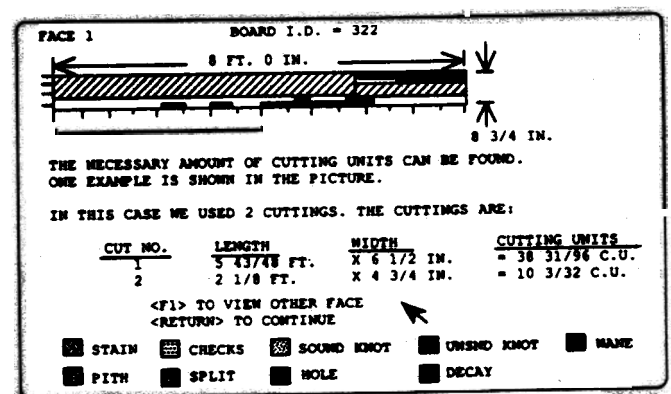 FACE 1 BOARD I.D. = 322
8 FT. 0 IN.
8 3/4 IN.
THE NECESSARY AMOUNT OF CUTTING UNITS CAN BE FOUND.
ONE EXAMPLE IS SHOWN IN THE PICTURE.
IN THIS CASE WE USED 2 CUTTINGS. THE CUTTINGS ARE:
CUT NO. LENGTH WIDTH CUTTING UNITS
1 5 43/48 FT. X 6 1/2 IN. = 38 31/96 C.U.
2 2 1/8 FT. X 4 3/4 IN. = 10 3/32 C.U.
<F1> TO VIEW OTHER FACE
<RETURN> TO CONTINUE
STAIN CHECKS SOUND KNOT UNSND KNOT WANE
PITH SPLIT HOLE DECAY